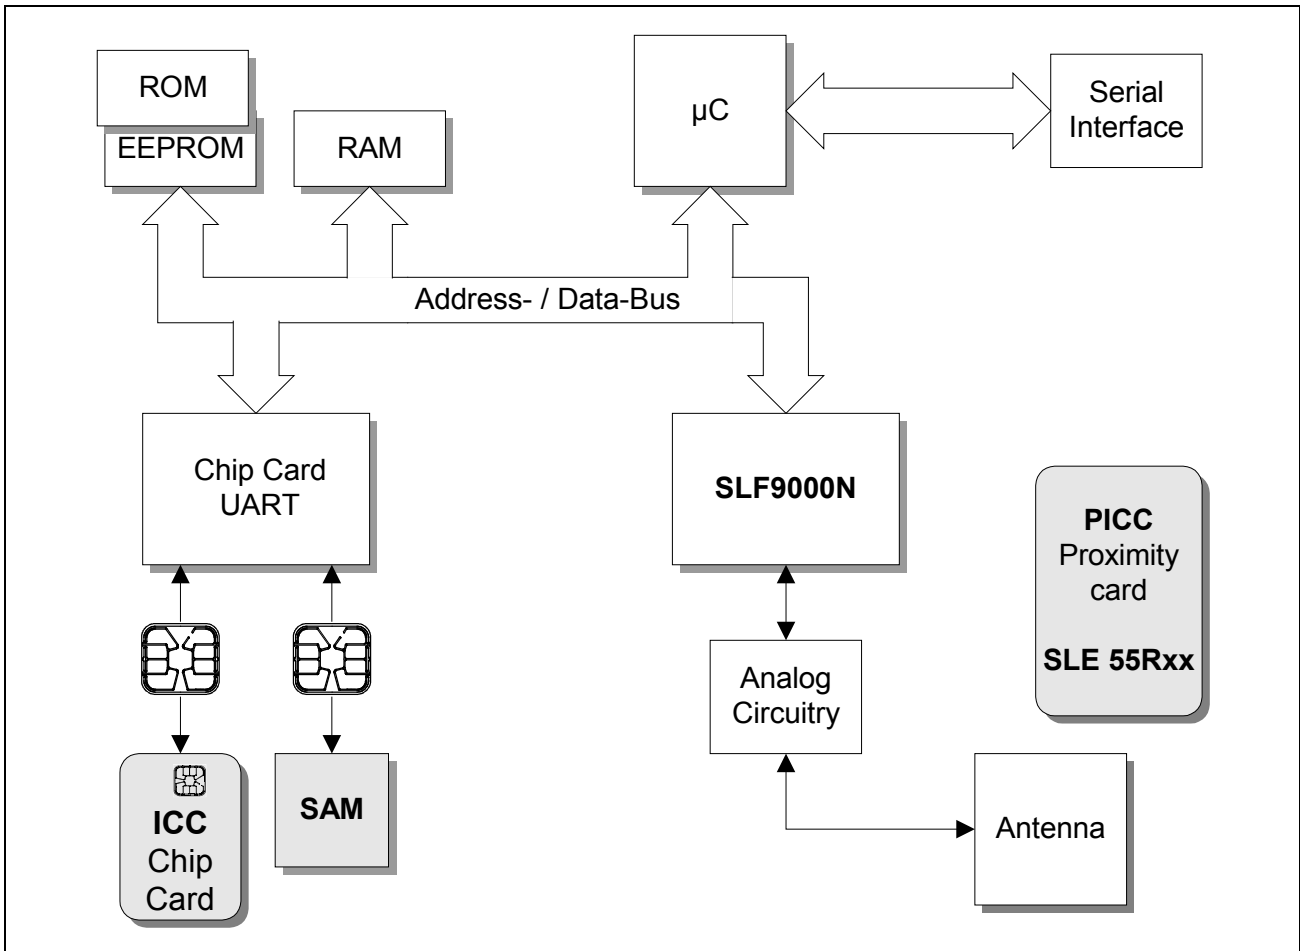 ROM
EEPROM
RAM
µC
Serial
Interface
Address- / Data-Bus
Chip Card
UART
SLF9000N
PICC
Proximity
card
SLE 55Rxx
Analog
Circuitry
ICC
Chip
Card
SAM
Antenna